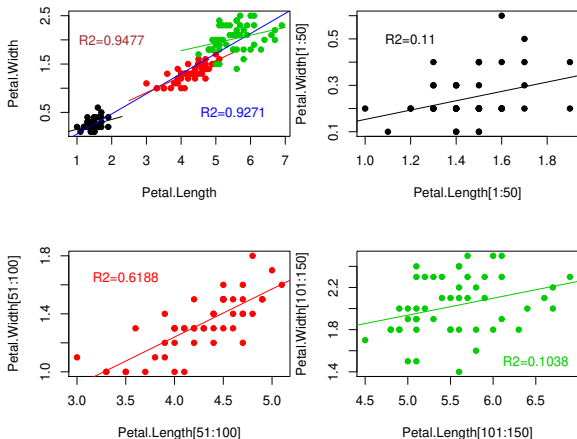 Petal.Width
0.5 1.5 2.5
R2=0.9477
R2=0.9271
1 2 3 4 5 6 7
Petal.Length
Petal.Width[1:50]
0.1 0.3 0.5
R2=0.11
1.0 1.2 1.4 1.6 1.8
Petal.Length[1:50]
Petal.Width[51:100]
1.0 1.4 1.8
R2=0.6188
3.0 3.5 4.0 4.5 5.0
Petal.Length[51:100]
Petal.Width[101:150]
1.4 1.8 2.2
R2=0.1038
4.5 5.0 5.5 6.0 6.5
Petal.Length[101:150]